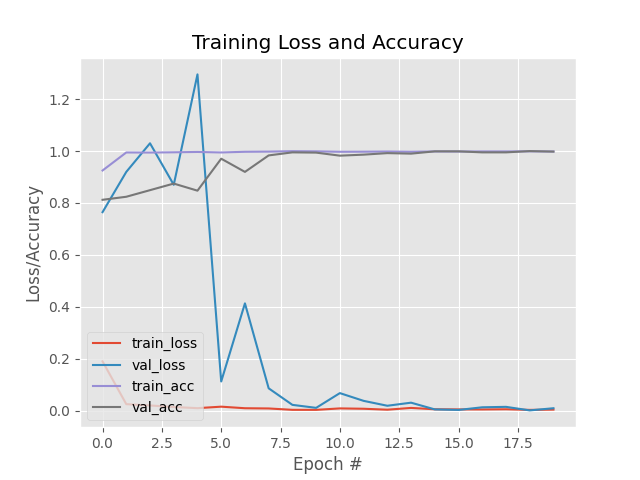 Training Loss and Accuracy
Loss/Accuracy
1.2
1.0
0.8
0.6
0.4
0.2
0.0
train_loss
val_loss
train_acc
val_acc
0.0 2.5 5.0 7.5 10.0 12.5 15.0 17.5
Epoch #